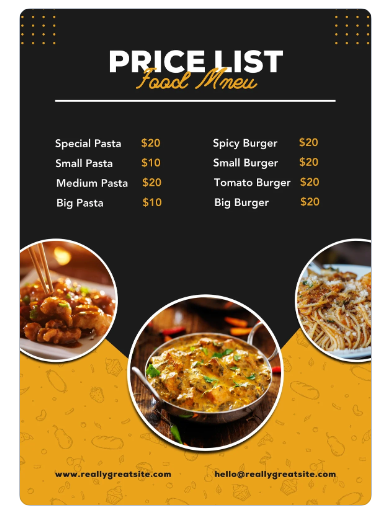 PRICE LIST
Food Mneu
Special Pasta $20
Small Pasta $10
Medium Pasta $20
Big Pasta $10
Spicy Burger $20
Small Burger $20
Tomato Burger $20
Big Burger $20
www.reallygreatsite.com
hello@reallygreatsite.com